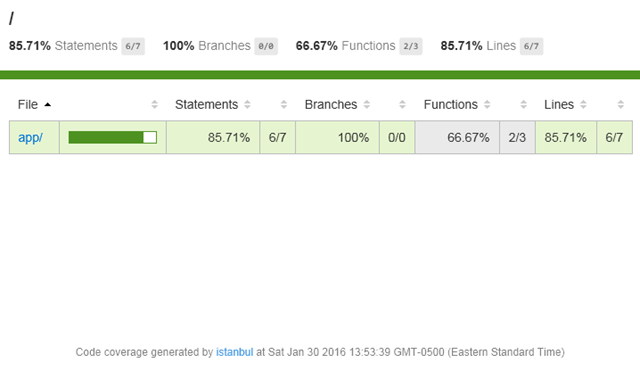 /
85.71% Statements 6/7 100% Branches 0/0 66.67% Functions 2/3 85.71% Lines 6/7
File Statements Branches Functions Lines
app/ 85.71% 6/7 100% 0/0 66.67% 2/3 85.71% 6/7
Code coverage generated by istanbul at Sat Jan 30 2016 13:53:39 GMT-0500 (Eastern Standard Time)